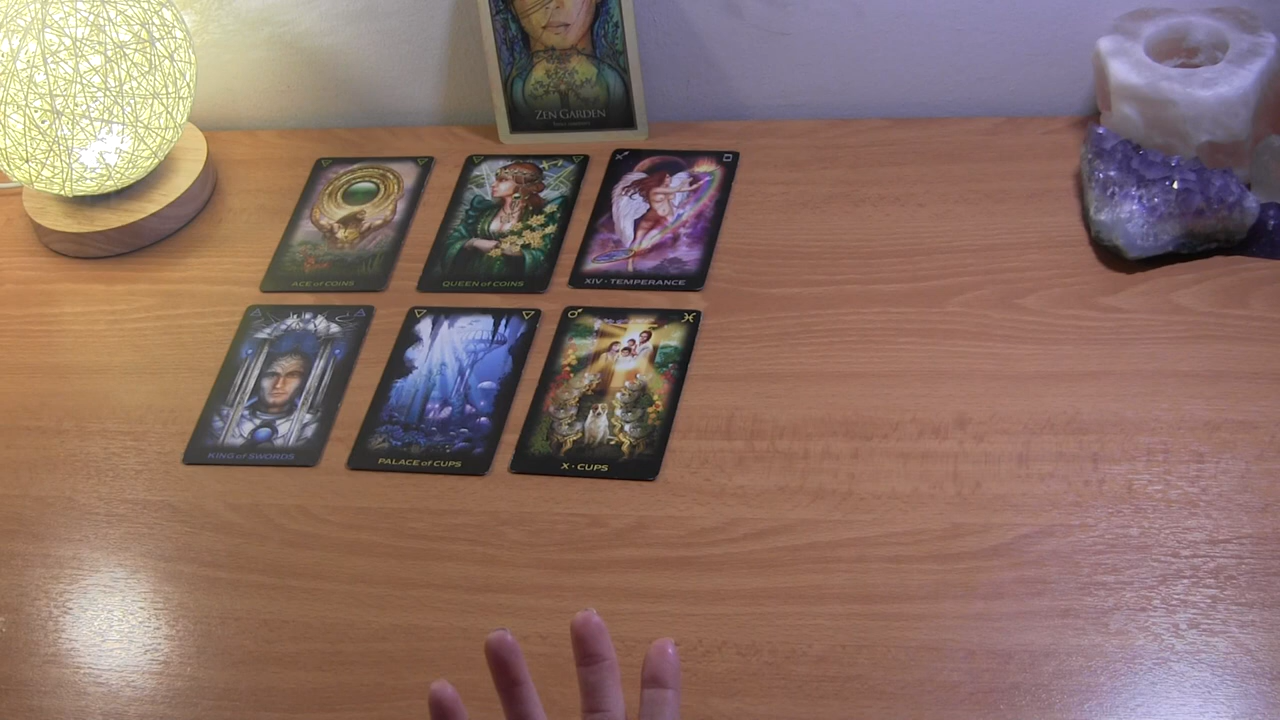 ZEN GARDEN
ACE of COINS
QUEEN of COINS
XIV · TEMPERANCE
KING of SWORDS
PALACE of CUPS
X · CUPS